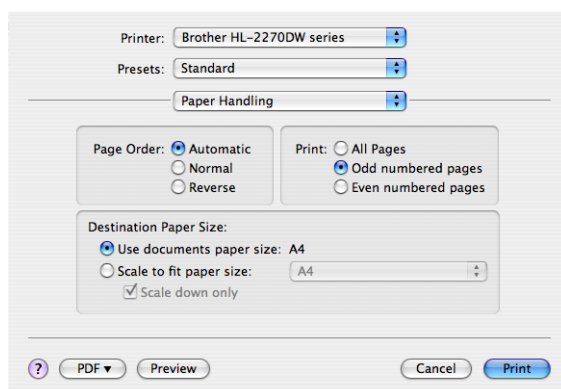 Printer: Brother HL-2270DW series
Presets: Standard
Paper Handling
Page Order: Automatic
Normal
Reverse
Print: All Pages
Odd numbered pages
Even numbered pages
Destination Paper Size:
Use documents paper size: A4
Scale to fit paper size: A4
Scale down only
? PDF▼ Preview Cancel Print